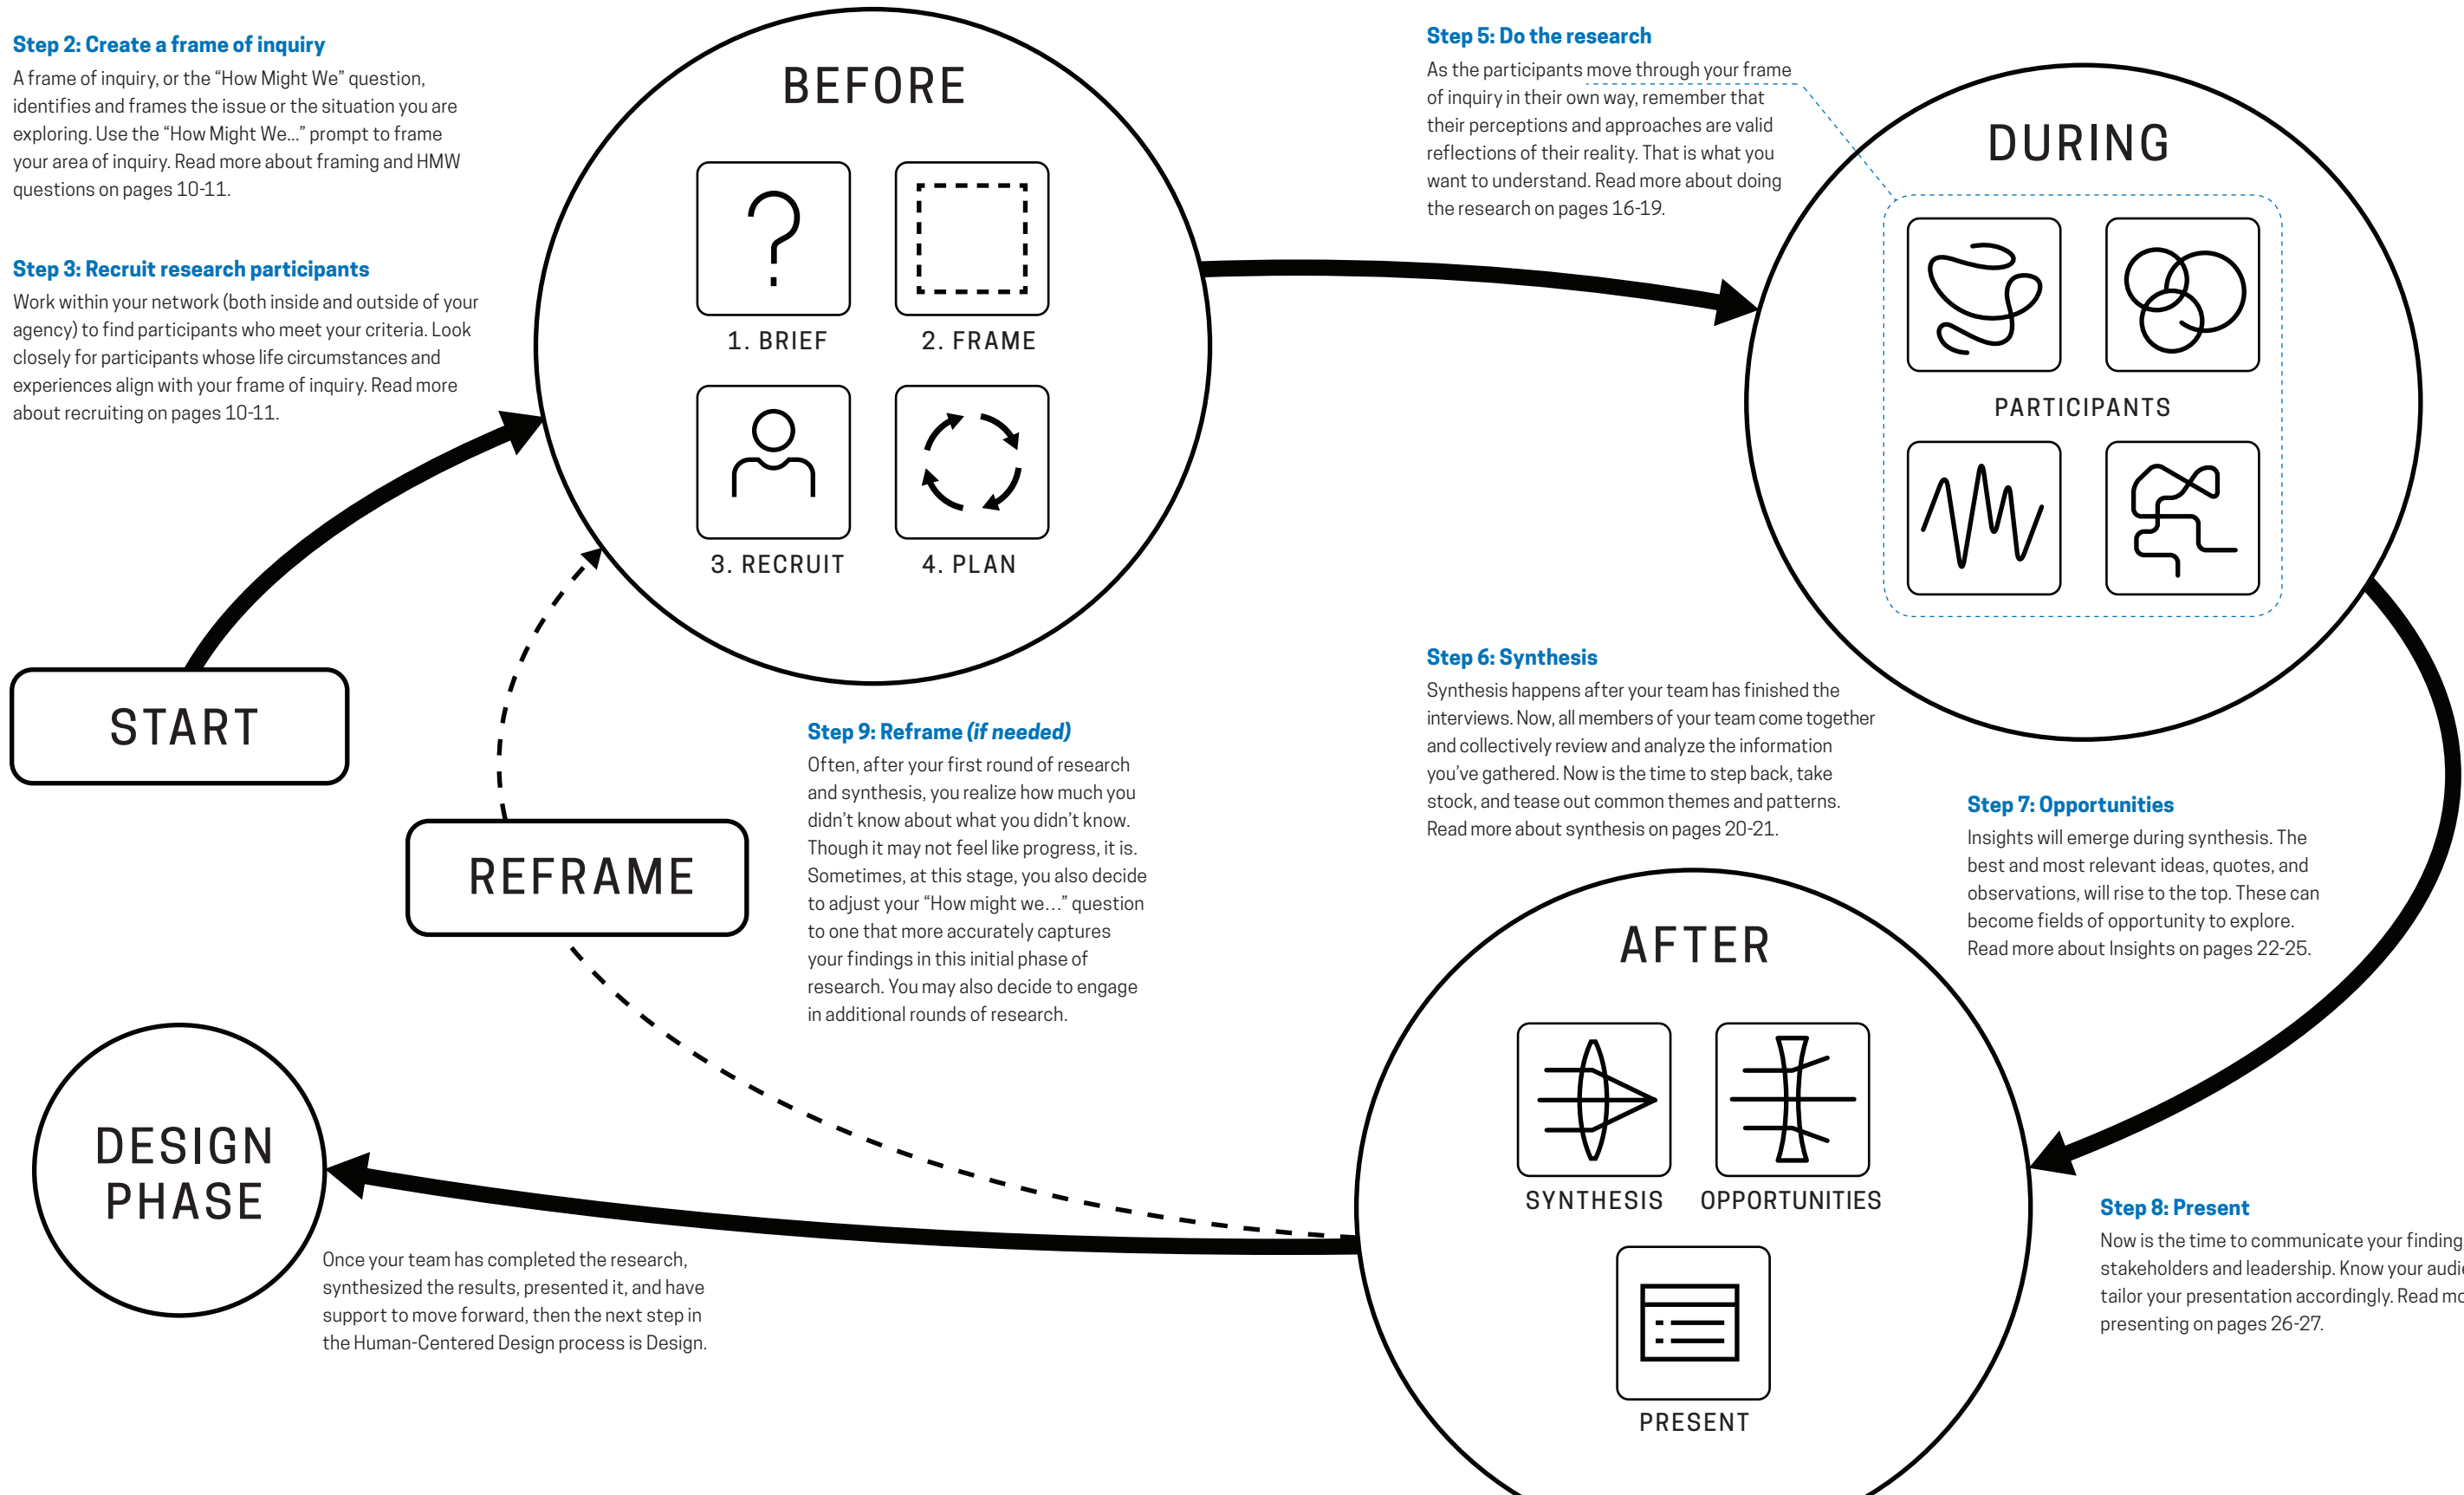 Step 2: Create a frame of inquiry
A frame of inquiry, or the “How Might We” question,
identifies and frames the issue or the situation you are
exploring. Use the “How Might We...” prompt to frame
your area of inquiry. Read more about framing and HMW
questions on pages 10-11.
Step 3: Recruit research participants
Work within your network (both inside and outside of your
agency) to find participants who meet your criteria. Look
closely for participants whose life circumstances and
experiences align with your frame of inquiry. Read more
about recruiting on pages 10-11.
START
BEFORE
1. BRIEF
2. FRAME
3. RECRUIT
4. PLAN
Step 5: Do the research
As the participants move through your frame
of inquiry in their own way, remember that
their perceptions and approaches are valid
reflections of their reality. That is what you
want to understand. Read more about doing
the research on pages 16-19.
DURING
PARTICIPANTS
Step 6: Synthesis
Synthesis happens after your team has finished the
interviews. Now, all members of your team come together
and collectively review and analyze the information
you’ve gathered. Now is the time to step back, take
stock, and tease out common themes and patterns.
Read more about synthesis on pages 20-21.
Step 7: Opportunities
Insights will emerge during synthesis. The
best and most relevant ideas, quotes, and
observations, will rise to the top. These can
become fields of opportunity to explore.
Read more about Insights on pages 22-25.
AFTER
SYNTHESIS
OPPORTUNITIES
PRESENT
Step 8: Present
Now is the time to communicate your finding
stakeholders and leadership. Know your
tailor your presentation accordingly. Read
presenting on pages 26-27.
Step 9: Reframe (if needed)
Often, after your first round of research
and synthesis, you realize how much you
didn’t know about what you didn’t know.
Though it may not feel like progress, it is.
Sometimes, at this stage, you also decide
to adjust your “How might we...” question
to one that more accurately captures
your findings in this initial phase of
research. You may also decide to engage
in additional rounds of research.
REFRAME
DESIGN
PHASE
Once your team has completed the research,
synthesized the results, presented it, and have
support to move forward, then the next step in
the Human-Centered Design process is Design.